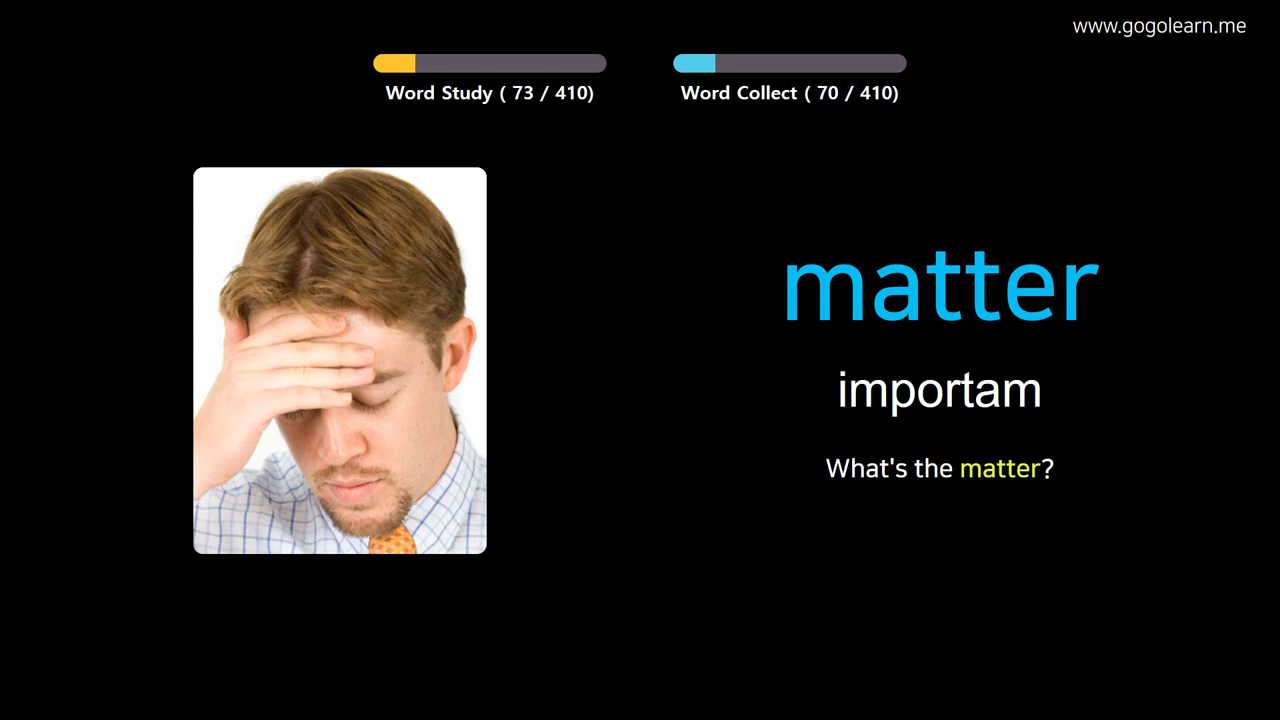 www.gogolearn.me
Word Study ( 73 / 410)
Word Collect ( 70 / 410)
matter
importam
What's the matter?